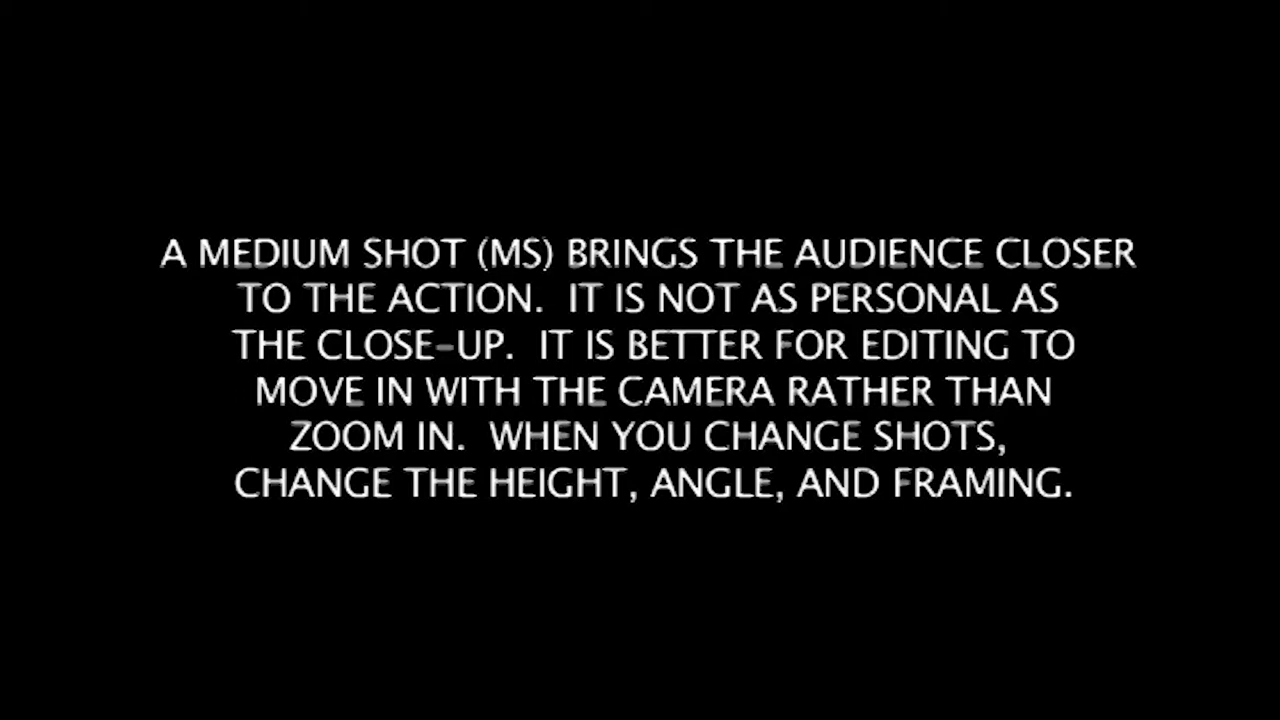 A MEDIUM SHOT (MS) BRINGS THE AUDIENCE CLOSER
TO THE ACTION.  IT IS NOT AS PERSONAL AS
THE CLOSE-UP.  IT IS BETTER FOR EDITING TO
MOVE IN WITH THE CAMERA RATHER THAN
ZOOM IN.  WHEN YOU CHANGE SHOTS,
CHANGE THE HEIGHT, ANGLE, AND FRAMING.